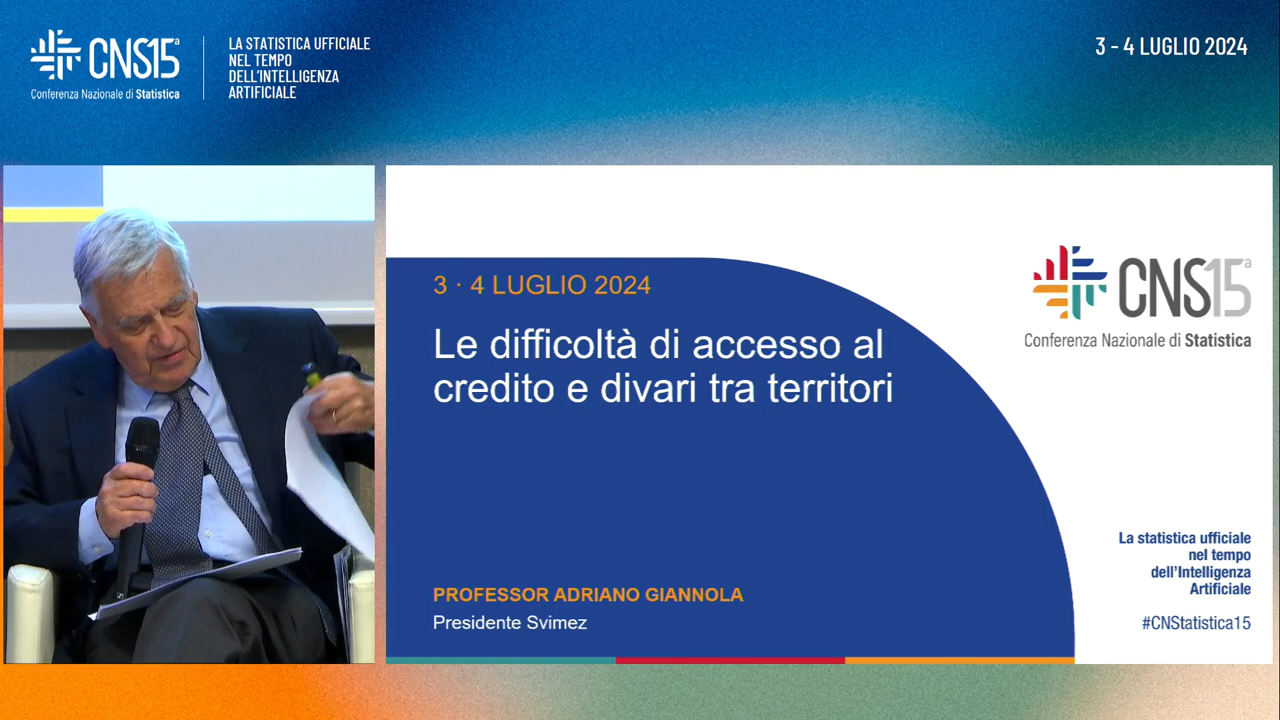 CNS15ª
Conferenza Nazionale di Statistica
LA STATISTICA UFFICIALE
NEL TEMPO
DELL'INTELLIGENZA
ARTIFICIALE
3 - 4 LUGLIO 2024
3 · 4 LUGLIO 2024
Le difficoltà di accesso al
credito e divari tra territori
PROFESSOR ADRIANO GIANNOLA
Presidente Svimez
CNS15ª
Conferenza Nazionale di Statistica
La statistica ufficiale
nel tempo
dell'Intelligenza
Artificiale
#CNStatistica15